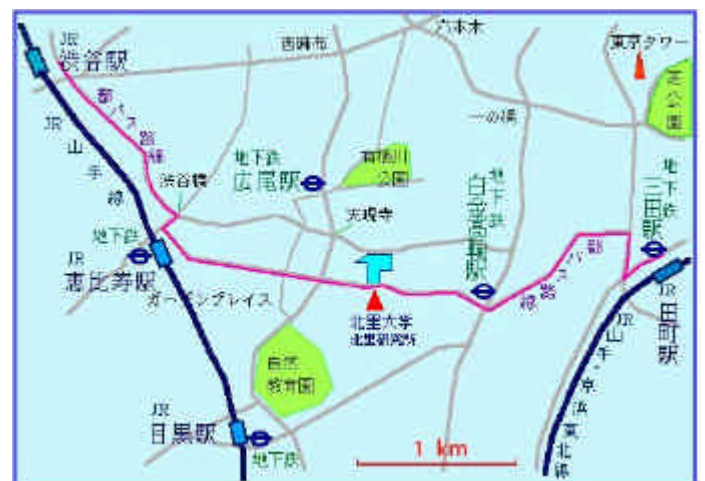 JR
渋谷駅
都バス路線
JR山手線
西麻布
六本木
東京タワー
芝公園
一の橋
渋谷橋
地下鉄
広尾駅
有栖川
公園
天現寺
地下鉄
白金高輪駅
地下鉄
三田駅
都バス路線
地下鉄
JR
恵比寿駅
ガーデンプレイス
北里大学
北里研究所
JR
田町駅
JR山手・京浜東北線
自然
教育園
JR
目黒駅
地下鉄
1 km